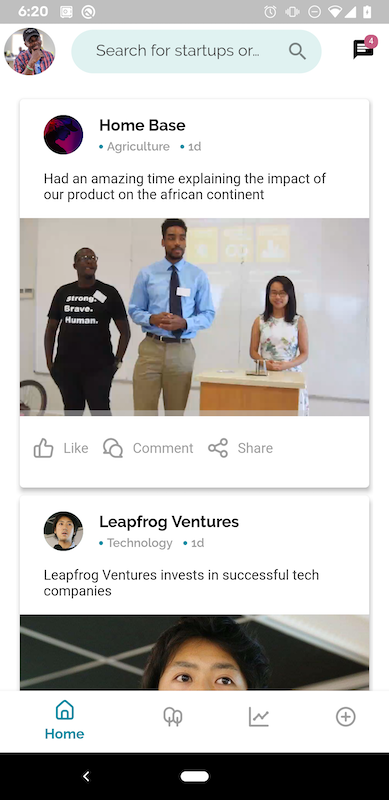 6:20
Search for startups or...
4
Home Base
Agriculture • 1d
Had an amazing time explaining the impact of
our product on the african continent
Strong.
Brave.
Human.
Like
Comment
Share
Leapfrog Ventures
Technology • 1d
Leapfrog Ventures invests in successful tech
companies
Home